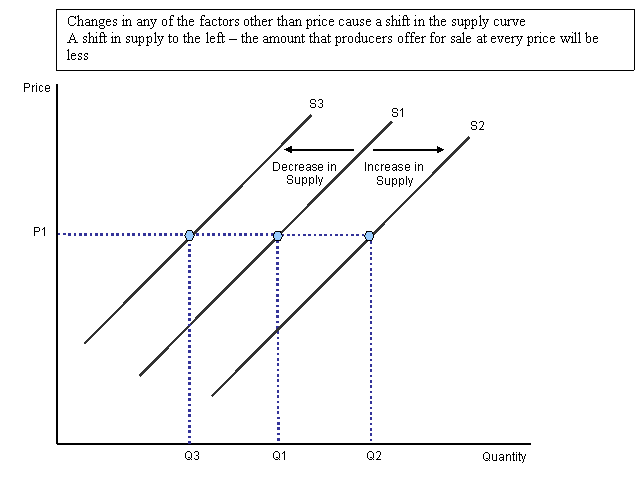 Changes in any of the factors other than price cause a shift in the supply curve
A shift in supply to the left – the amount that producers offer for sale at every price will be
less
Price
S3
S1
S2
Decrease in
Supply
Increase in
Supply
P1
Q3
Q1
Q2
Quantity